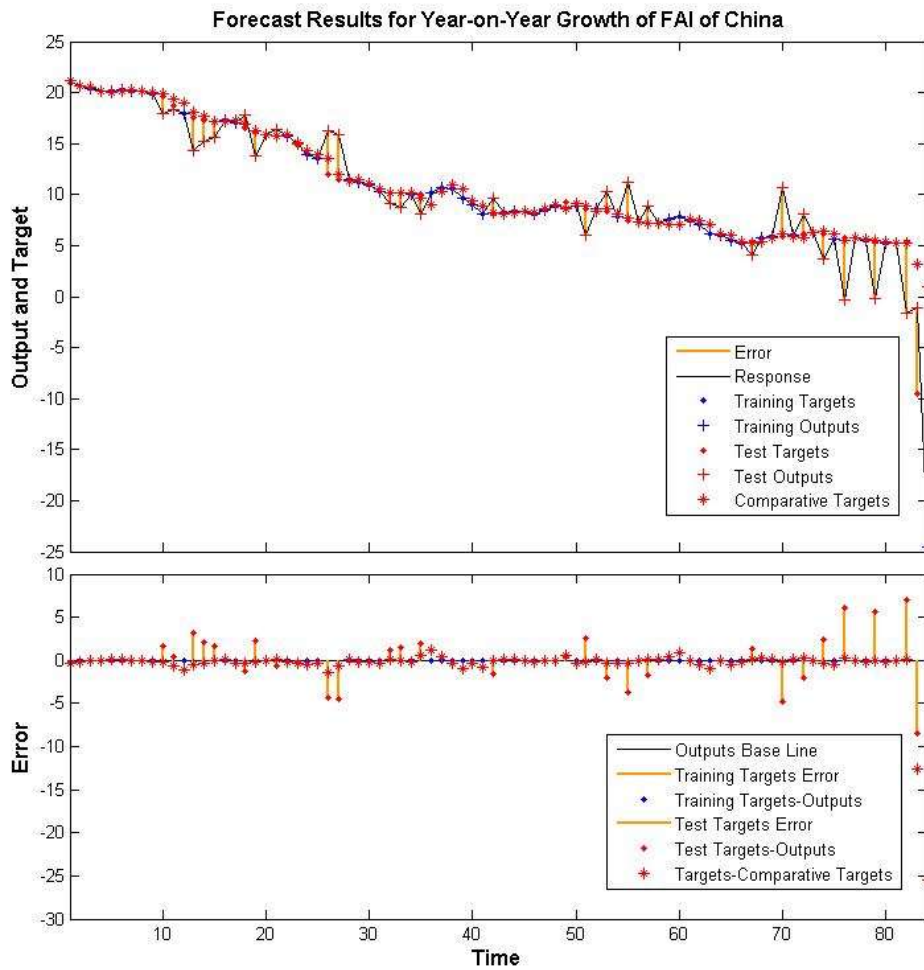 Forecast Results for Year-on-Year Growth of FAI of China
25
20
15
10
5
0
-5
-10
-15
-20
-25
Output and Target
Error
Response
Training Targets
Training Outputs
Test Targets
Test Outputs
Comparative Targets
10
5
0
-5
-10
-15
-20
-25
-30
Error
Outputs Base Line
Training Targets Error
Training Targets-Outputs
Test Targets Error
Test Targets-Outputs
Targets-Comparative Targets
10 20 30 40 50 60 70 80
Time